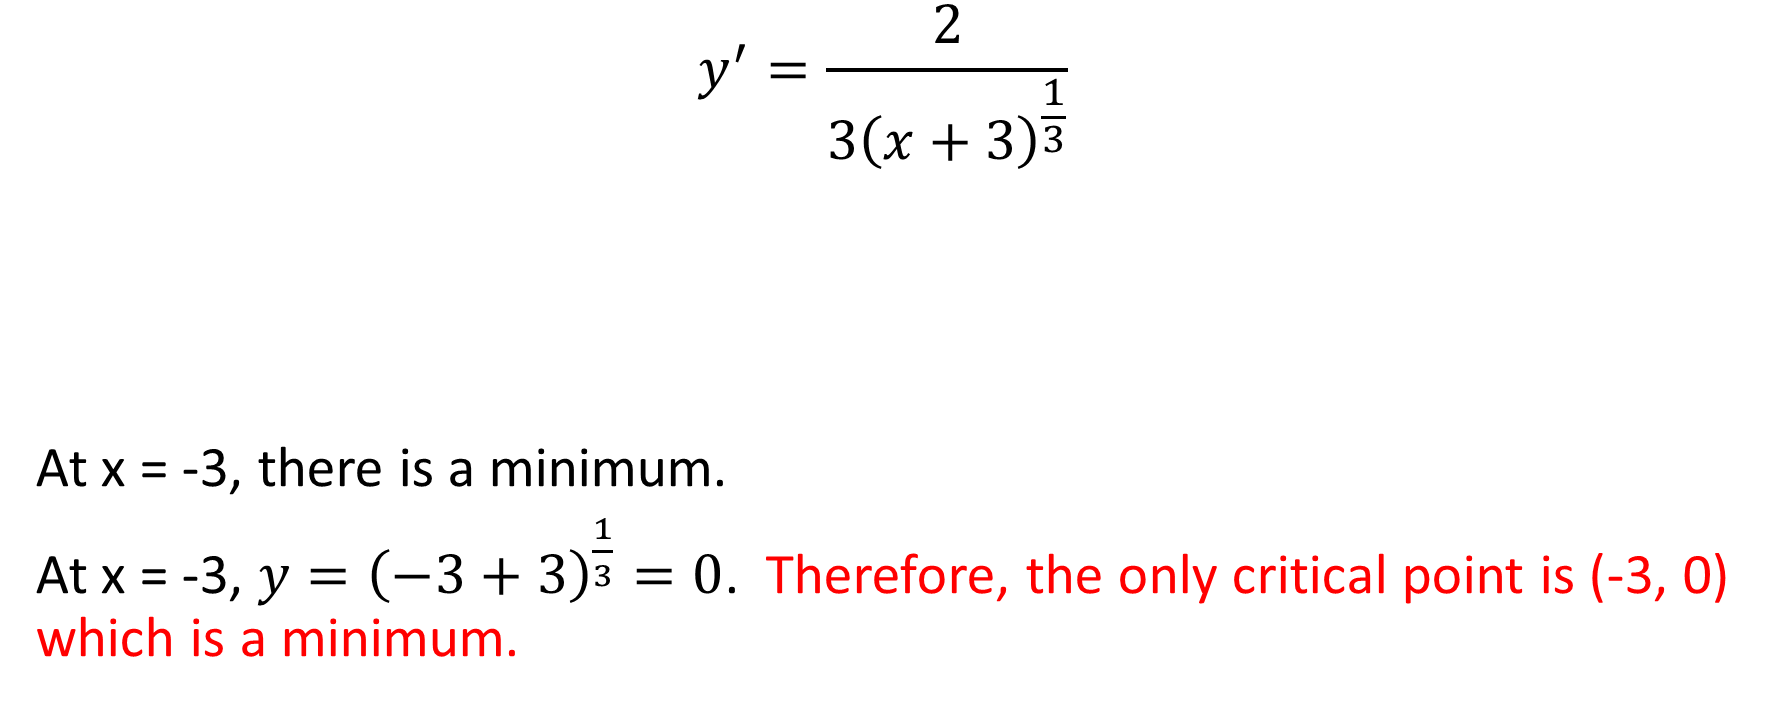 y′ = 2 / 3(x + 3)^(1/3)
At x = -3, there is a minimum.
At x = -3, y = (−3 + 3)^(1/3) = 0. Therefore, the only critical point is (-3, 0)
which is a minimum.